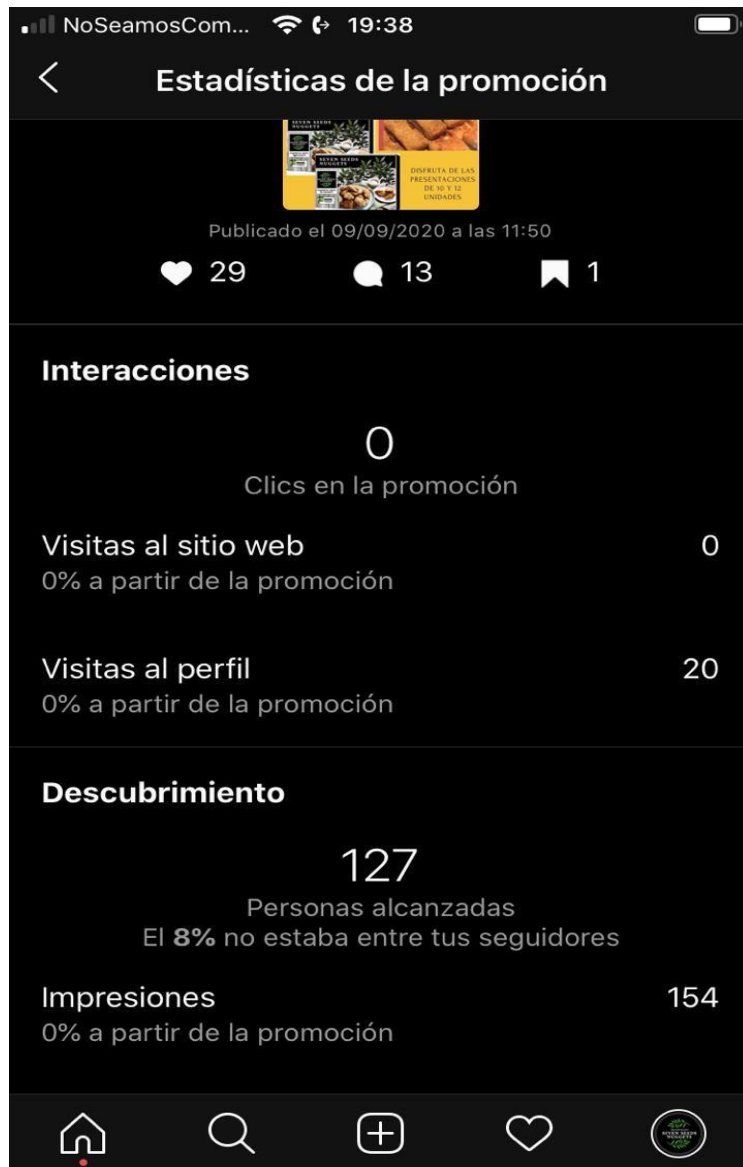 NoSeamosCom... 19:38
Estadísticas de la promoción
SEVEN SEEDS
NUGGETS
SEVEN SEEDS
NUGGETS
DISFRUTA DE LAS
PRESENTACIONES
DE 10 Y 12
UNIDADES
Publicado el 09/09/2020 a las 11:50
29 13 1
Interacciones
0
Clics en la promoción
Visitas al sitio web 0
0% a partir de la promoción
Visitas al perfil 20
0% a partir de la promoción
Descubrimiento
127
Personas alcanzadas
El 8% no estaba entre tus seguidores
Impresiones 154
0% a partir de la promoción
SEVEN SEEDS
NUGGETS